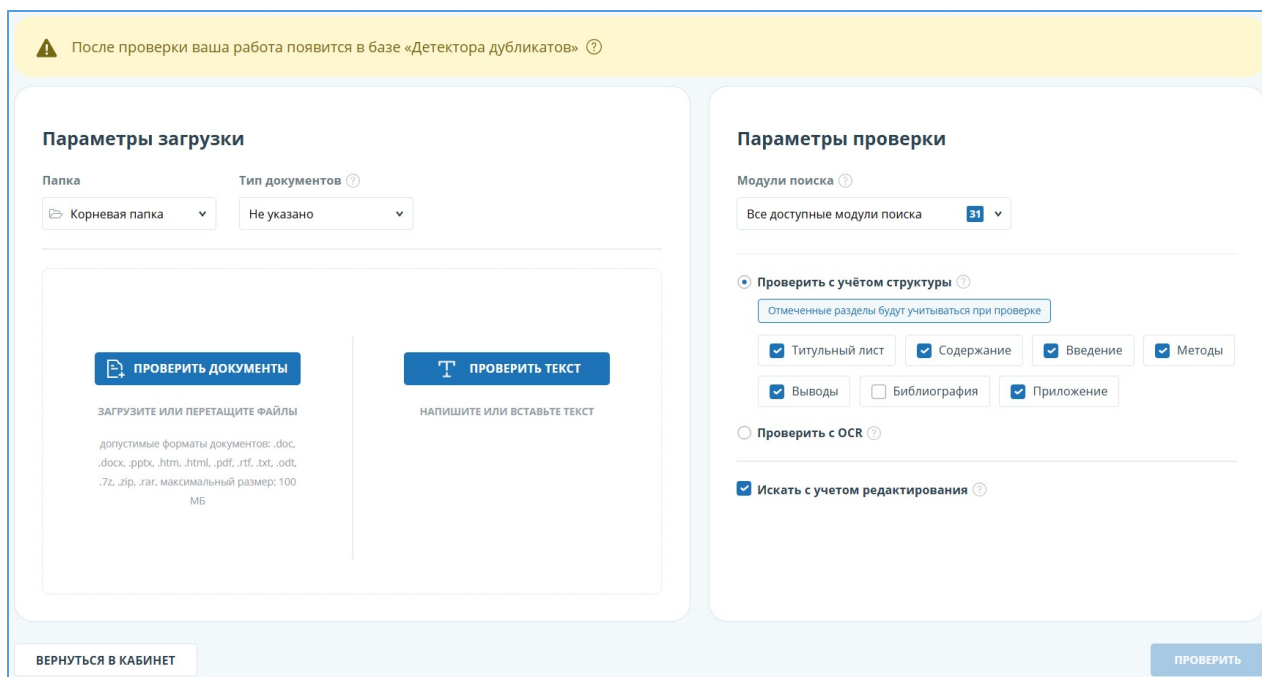 После проверки ваша работа появится в базе «Детектора дубликатов» ?
Параметры загрузки
Папка
Тип документов ?
Корневая папка
Не указано
ПРОВЕРИТЬ ДОКУМЕНТЫ
ЗАГРУЗИТЕ ИЛИ ПЕРЕТАЩИТЕ ФАЙЛЫ
допустимые форматы документов: .doc,
.docx, .pptx, .htm, .html, .pdf, .rtf, .txt, .odt,
.7z, .zip, .rar, максимальный размер: 100
МБ
ПРОВЕРИТЬ ТЕКСТ
НАПИШИТЕ ИЛИ ВСТАВЬТЕ ТЕКСТ
Параметры проверки
Модули поиска ?
Все доступные модули поиска 31
Проверить с учётом структуры ?
Отмеченные разделы будут учитываться при проверке
Титульный лист Содержание Введение Методы
Выводы Библиография Приложение
Проверить с OCR ?
Искать с учетом редактирования ?
ВЕРНУТЬСЯ В КАБИНЕТ
ПРОВЕРИТЬ